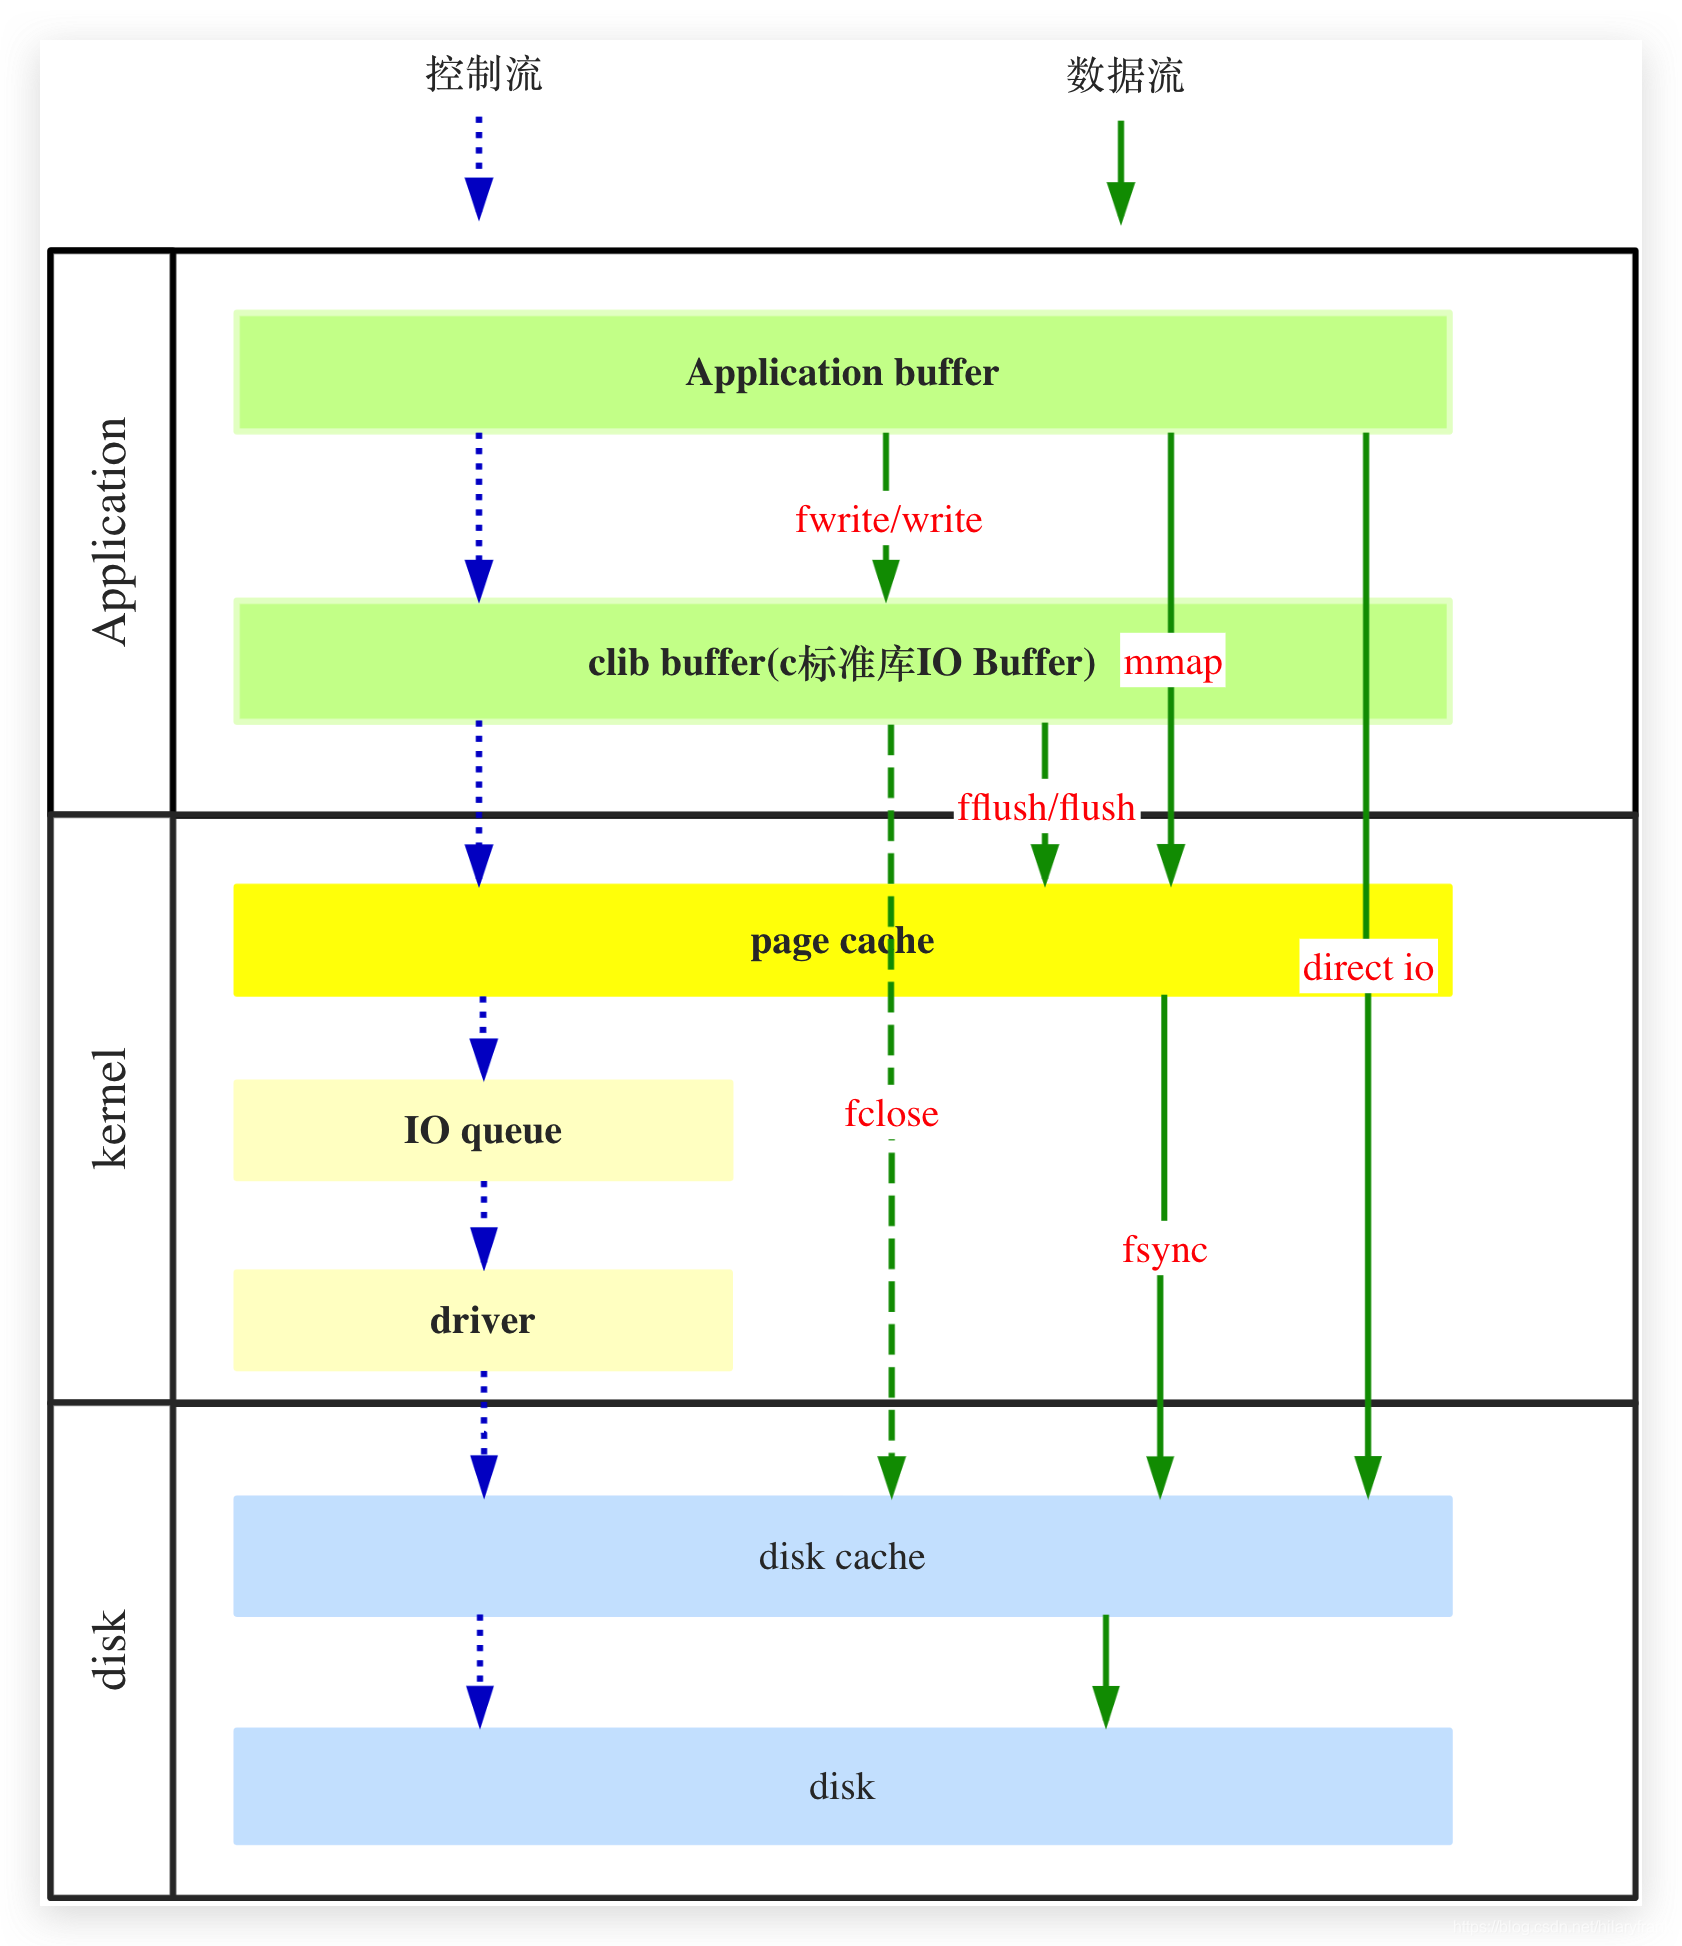 控制流
数据流
Application
Application buffer
fwrite/write
clib buffer(c标准库IO Buffer)
mmap
fflush/flush
kernel
page cache
direct io
IO queue
fclose
fsync
driver
disk
disk cache
disk